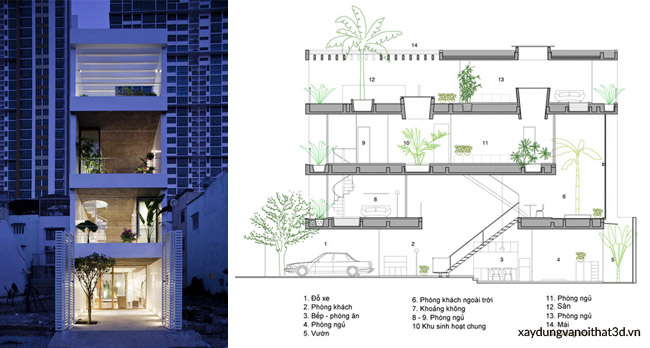 14
12
13
9
10
11
8
6
1
2
3
4
5
1. Đỗ xe
2. Phòng khách
3. Bếp - phòng ăn
4. Phòng ngủ
5. Vườn
6. Phòng khách ngoài trời
7. Khoảng không
8 - 9. Phòng ngủ
10 Khu sinh hoạt chung
11. Phòng ngủ
12. Sân
13. Phòng ngủ
14. Mái
xaydungvanoithat3d.vn